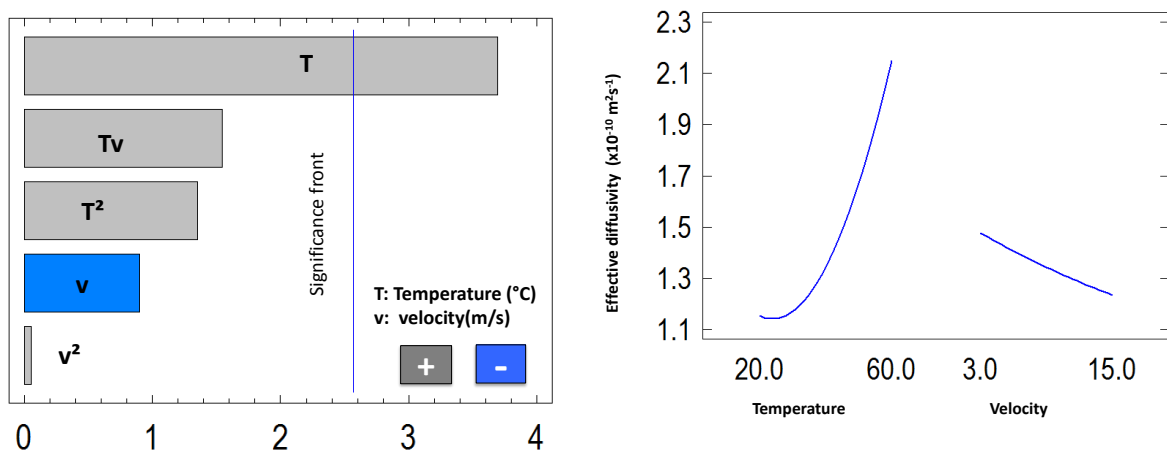 T
Tv
T²
v
v²
Significance front
T: Temperature (°C)
v: velocity(m/s)
+
-
0 1 2 3 4
Effective diffusivity (x10⁻¹⁰ m²s⁻¹)
2.3
2.1
1.9
1.7
1.5
1.3
1.1
20.0 60.0 3.0 15.0
Temperature Velocity